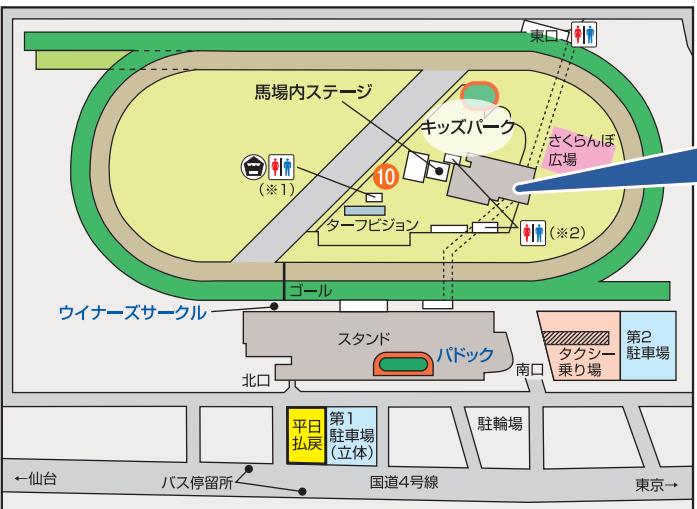 東口
馬場内ステージ
キッズパーク
さくらんぼ
広場
(※1)
10
ターフビジョン
(※2)
ゴール
ウイナーズサークル
スタンド
パドック
北口
南口
タクシー
乗り場
第2
駐車場
平日
払戻
第1
駐車場
(立体)
駐輪場
←仙台
バス停留所
国道4号線
東京→